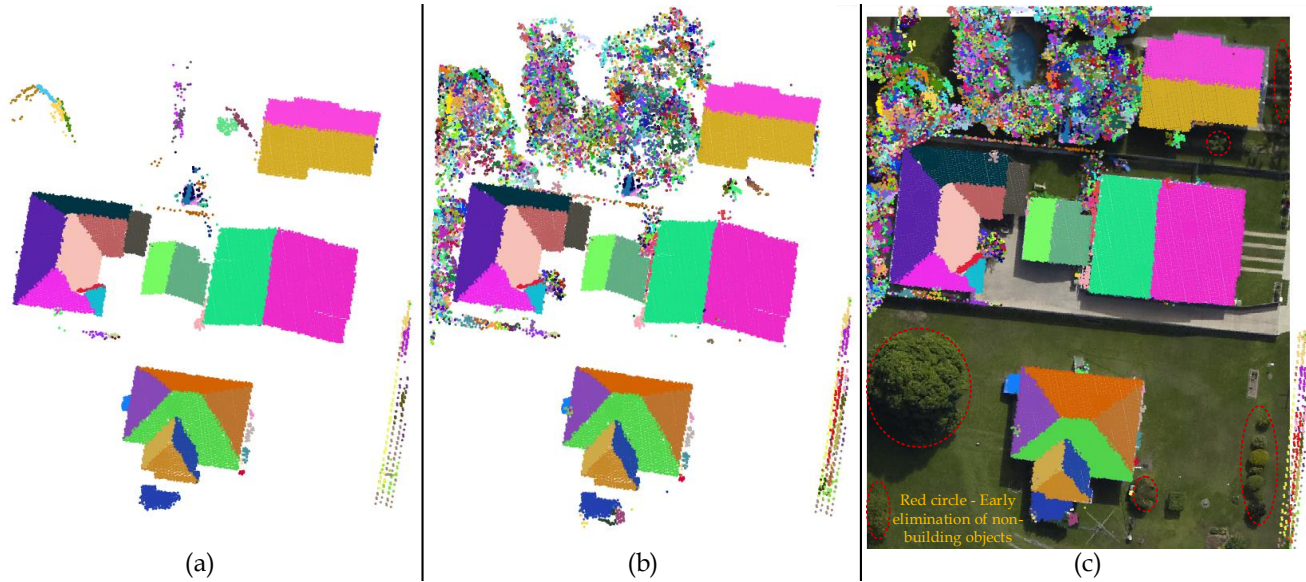 Red circle - Early
elimination of non-
building objects
(a)
(b)
(c)